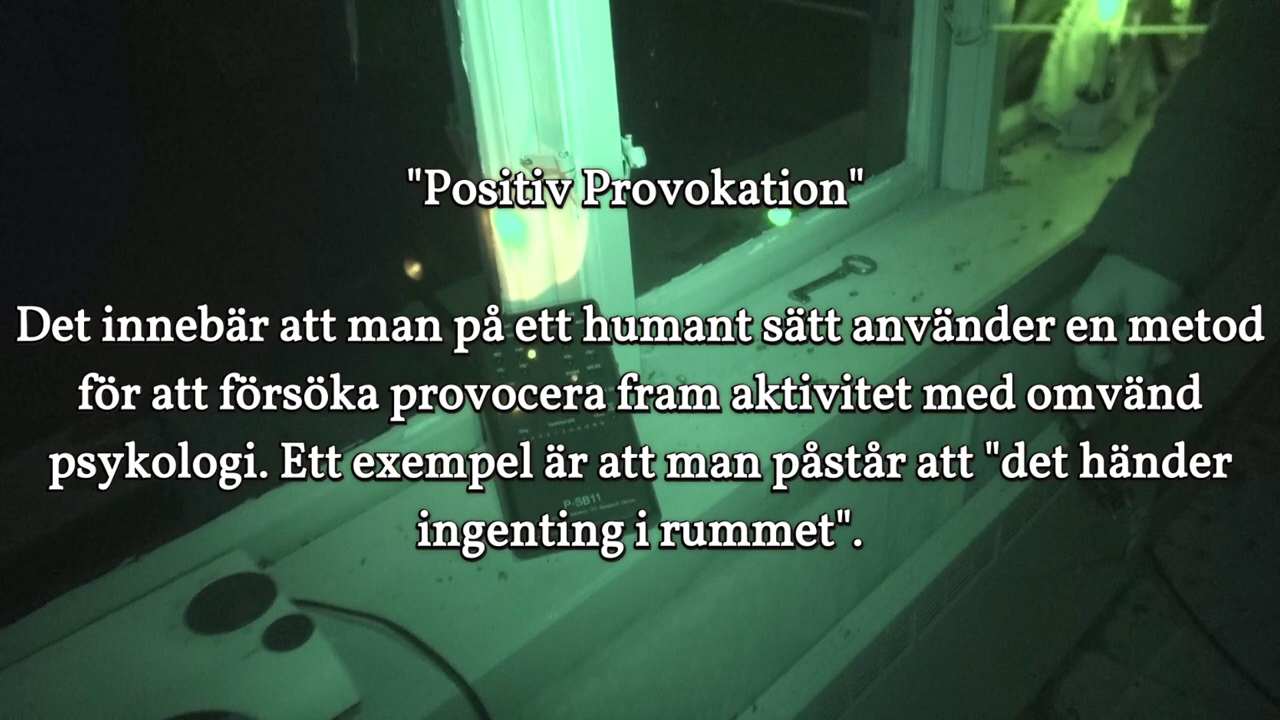 "Positiv Provokation"
Det innebär att man på ett humant sätt använder en metod
för att försöka provocera fram aktivitet med omvänd
psykologi. Ett exempel är att man påstår att "det händer
ingenting i rummet".
P-SB11